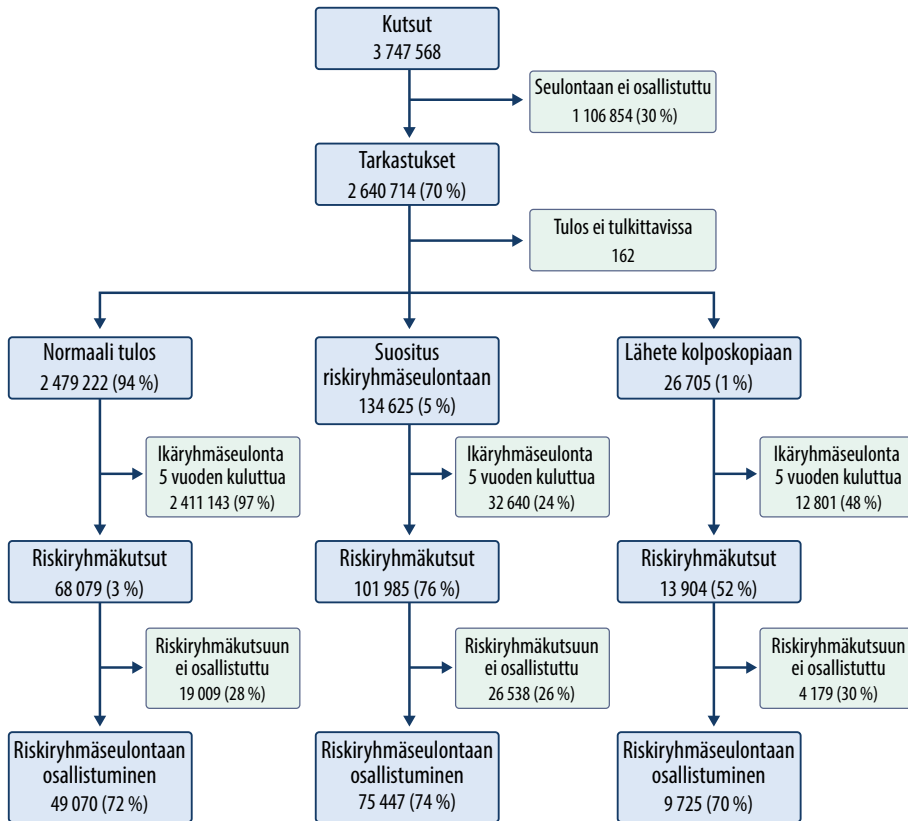 Kutsut
3 747 568
Seulontaan ei osallistuttu
1 106 854 (30 %)
Tarkastukset
2 640 714 (70 %)
Tulos ei tulkittavissa
162
Normaali tulos
2 479 222 (94 %)
Suositus
riskiryhmäseulontaan
134 625 (5 %)
Lähete kolposkopiaan
26 705 (1 %)
Ikäryhmäseulonta
5 vuoden kuluttua
2 411 143 (97 %)
Ikäryhmäseulonta
5 vuoden kuluttua
32 640 (24 %)
Ikäryhmäseulonta
5 vuoden kuluttua
12 801 (48 %)
Riskiryhmäkutsut
68 079 (3 %)
Riskiryhmäkutsut
101 985 (76 %)
Riskiryhmäkutsut
13 904 (52 %)
Riskiryhmäkutsuun
ei osallistuttu
19 009 (28 %)
Riskiryhmäkutsuun
ei osallistuttu
26 538 (26 %)
Riskiryhmäkutsuun
ei osallistuttu
4 179 (30 %)
Riskiryhmäseulontaan
osallistuminen
49 070 (72 %)
Riskiryhmäseulontaan
osallistuminen
75 447 (74 %)
Riskiryhmäseulontaan
osallistuminen
9 725 (70 %)